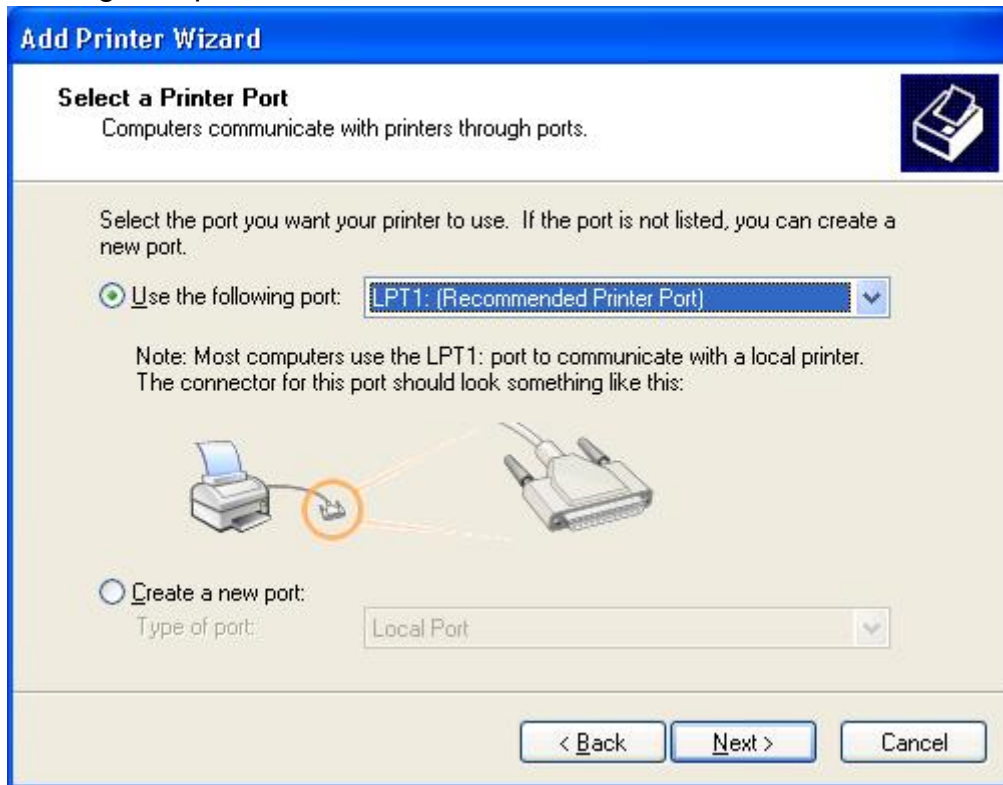 Add Printer Wizard
Select a Printer Port
Computers communicate with printers through ports.
Select the port you want your printer to use.  If the port is not listed, you can create a
new port.
Use the following port: LPT1: (Recommended Printer Port)
Note: Most computers use the LPT1: port to communicate with a local printer.
The connector for this port should look something like this:
Create a new port:
Type of port: Local Port
< Back Next > Cancel